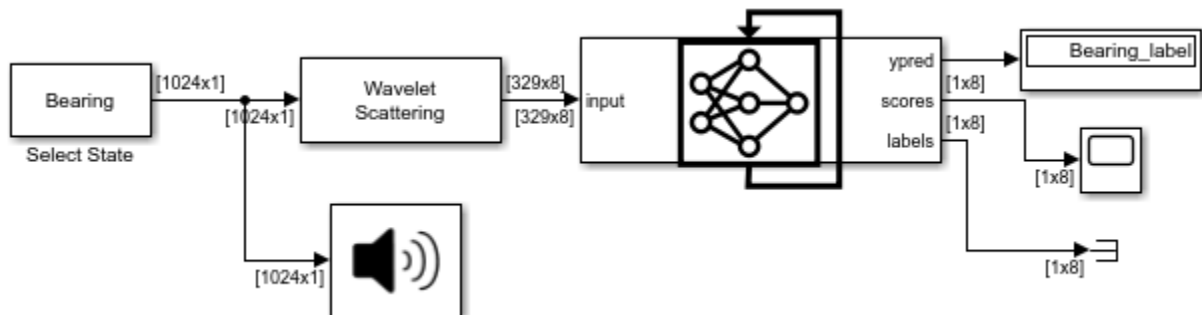 Bearing
Select State
[1024x1]
[1024x1]
[1024x1]
Wavelet
Scattering
[329x8]
[329x8]
input
ypred
scores
labels
[1x8]
[1x8]
Bearing_label
[1x8]
[1x8]